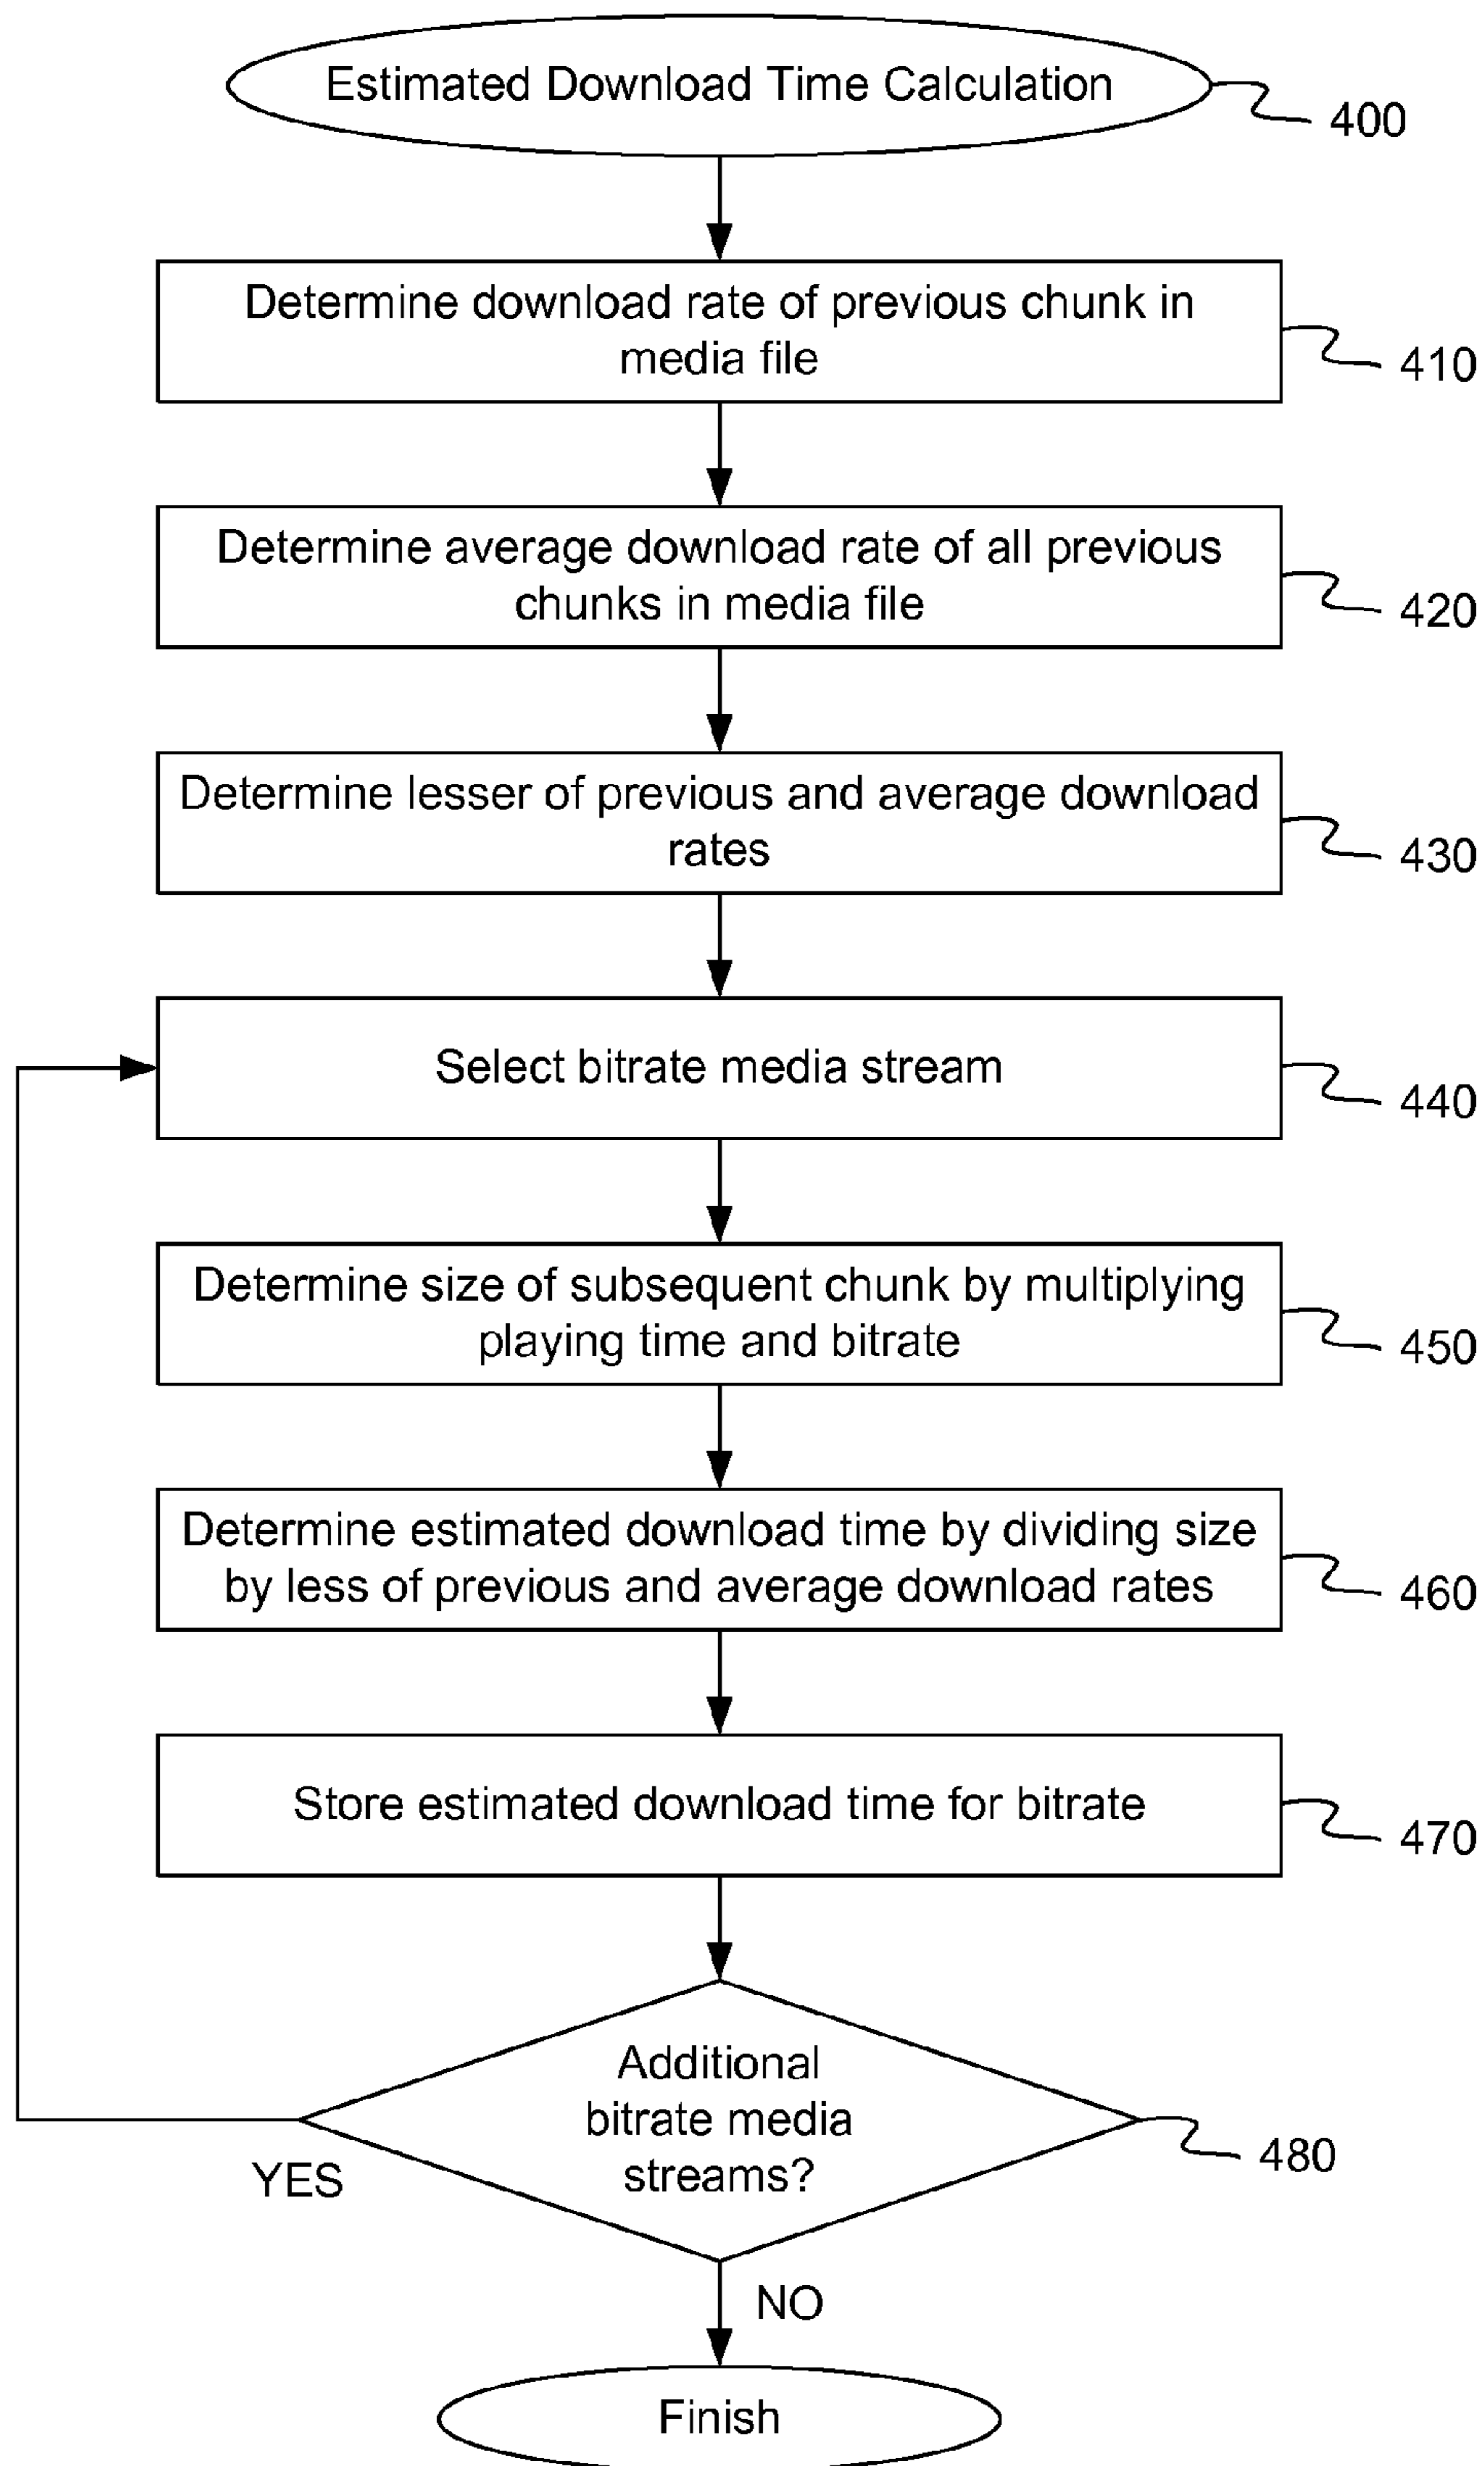 Estimated Download Time Calculation
400
Determine download rate of previous chunk in
media file
410
Determine average download rate of all previous
chunks in media file
420
Determine lesser of previous and average download
rates
430
Select bitrate media stream
440
Determine size of subsequent chunk by multiplying
playing time and bitrate
450
Determine estimated download time by dividing size
by less of previous and average download rates
460
Store estimated download time for bitrate
470
Additional
bitrate media
streams?
480
YES
NO
Finish